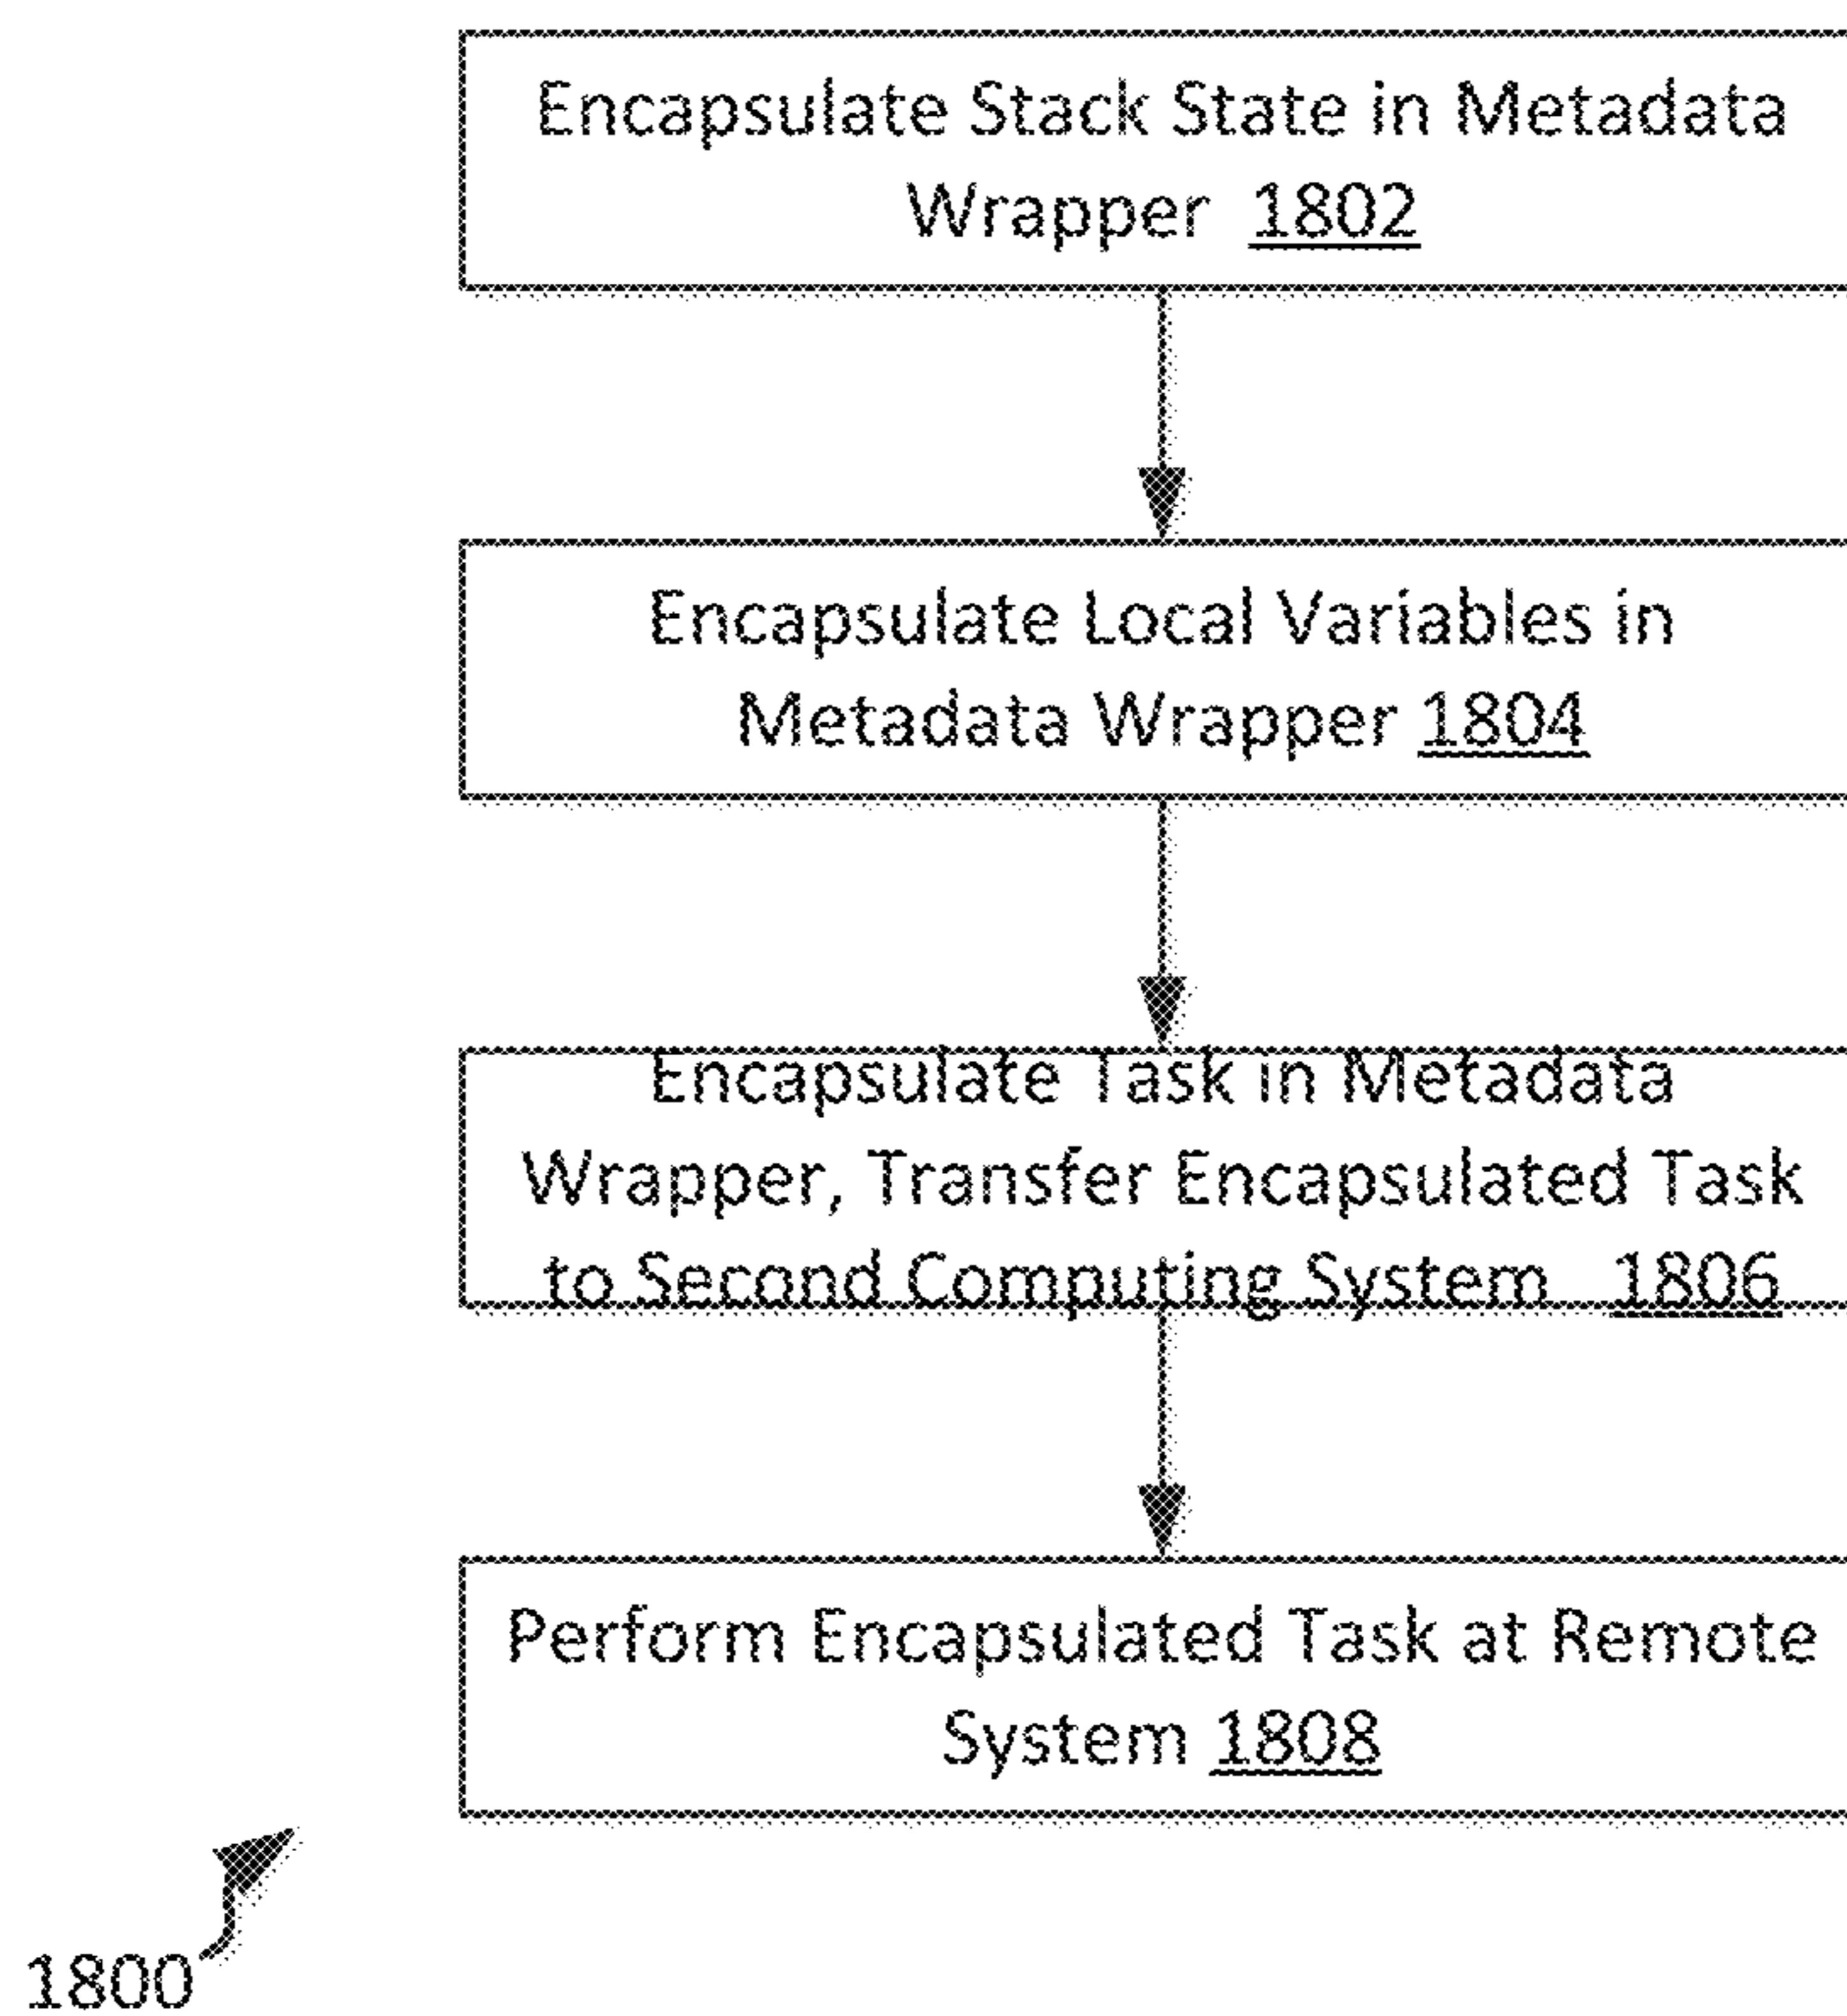 Encapsulate Stack State in Metadata
Wrapper 1802
Encapsulate Local Variables in
Metadata Wrapper 1804
Encapsulate Task in Metadata
Wrapper, Transfer Encapsulated Task
to Second Computing System 1806
Perform Encapsulated Task at Remote
System 1808
1800